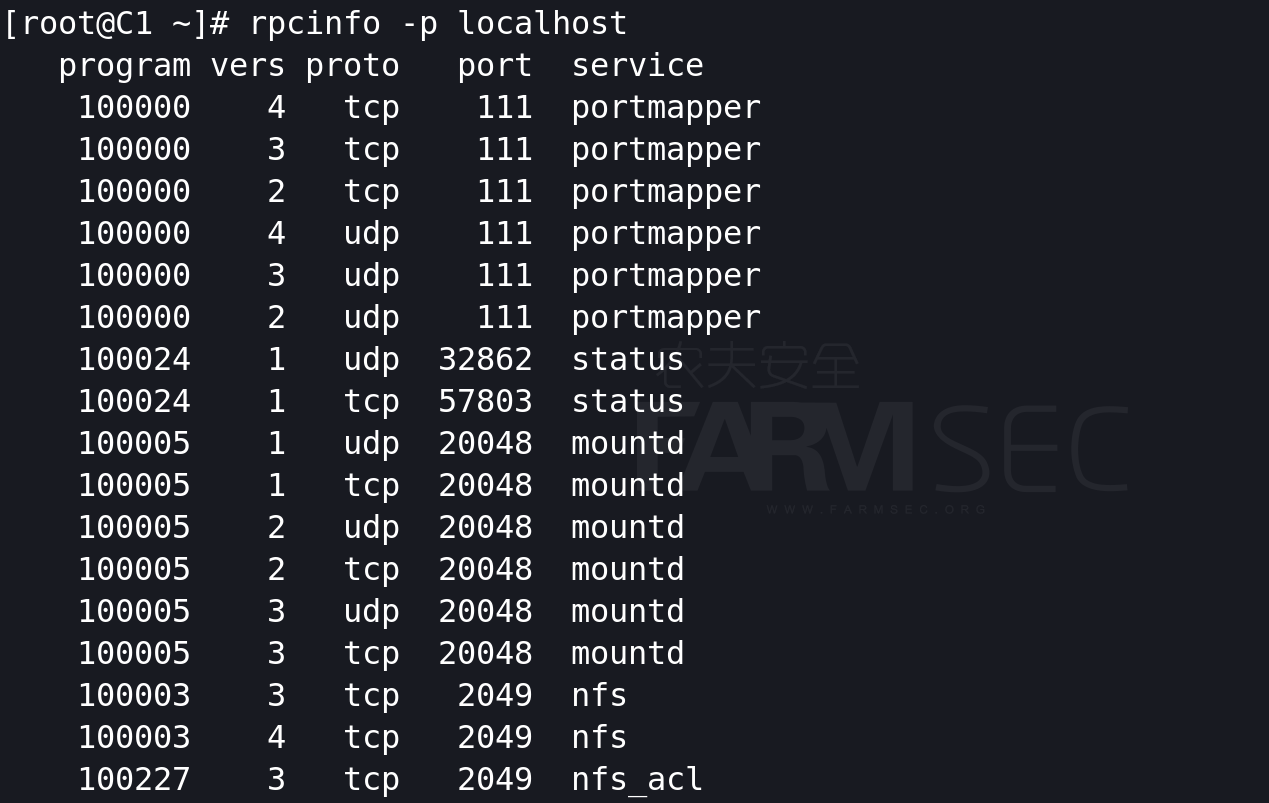 [root@C1 ~]# rpcinfo -p localhost
   program vers proto   port  service
    100000    4   tcp    111  portmapper
    100000    3   tcp    111  portmapper
    100000    2   tcp    111  portmapper
    100000    4   udp    111  portmapper
    100000    3   udp    111  portmapper
    100000    2   udp    111  portmapper
    100024    1   udp  32862  status
    100024    1   tcp  57803  status
    100005    1   udp  20048  mountd
    100005    1   tcp  20048  mountd
    100005    2   udp  20048  mountd
    100005    2   tcp  20048  mountd
    100005    3   udp  20048  mountd
    100005    3   tcp  20048  mountd
    100003    3   tcp   2049  nfs
    100003    4   tcp   2049  nfs
    100227    3   tcp   2049  nfs_acl
农夫安全
FARMSEC
WWW.FARMSEC.ORG